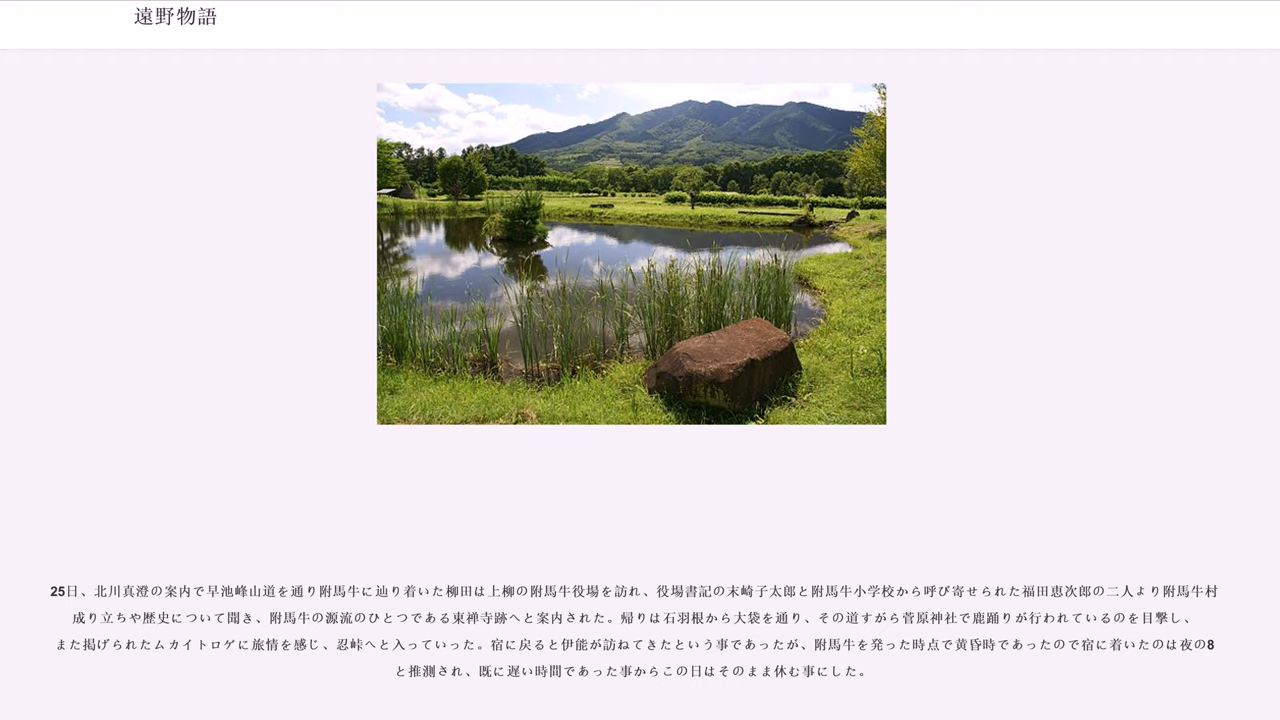 遠野物語
25日、北川真澄の案内で早池峰山道を通り附馬牛に辿り着いた柳田は上柳の附馬牛役場を訪れ、役場書記の末崎子太郎と附馬牛小学校から呼び寄せられた福田恵次郎の二人より附馬牛村
成り立ちや歴史について聞き、附馬牛の源流のひとつである東禅寺跡へと案内された。帰りは石羽根から大袋を通り、その道すがら菅原神社で鹿踊りが行われているのを目撃し、
また掲げられたムカイトロゲに旅情を感じ、忍峠へと入っていった。宿に戻ると伊能が訪ねてきたという事であったが、附馬牛を発った時点で黄昏時であったので宿に着いたのは夜の8
と推測され、既に遅い時間であった事からこの日はそのまま休む事にした。